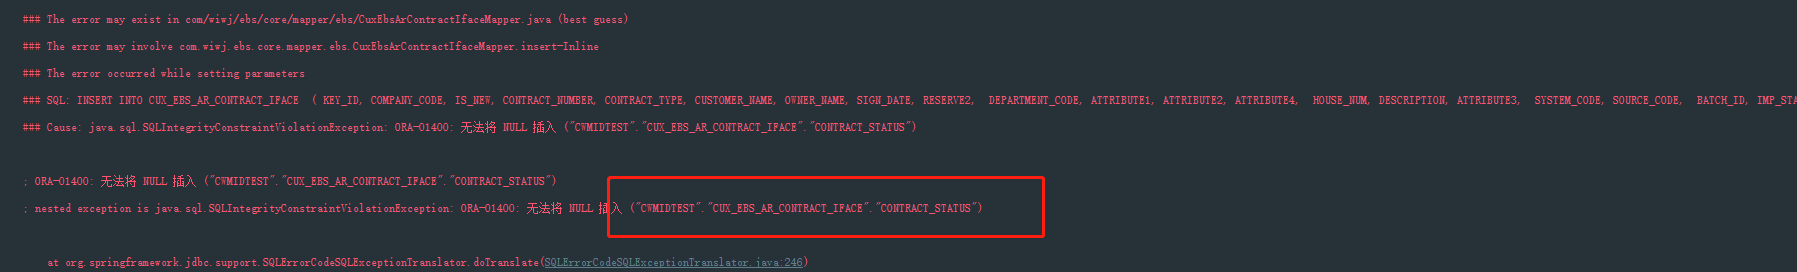 ### The error may exist in com/wiwj/ebs/core/mapper/ebs/CuxEbsArContractIfaceMapper.java (best guess)
### The error may involve com.wiwj.ebs.core.mapper.ebs.CuxEbsArContractIfaceMapper.insert-Inline
### The error occurred while setting parameters
### SQL: INSERT INTO CUX_EBS_AR_CONTRACT_IFACE ( KEY_ID, COMPANY_CODE, IS_NEW, CONTRACT_NUMBER, CONTRACT_TYPE, CUSTOMER_NAME, OWNER_NAME, SIGN_DATE, RESERVE2, DEPARTMENT_CODE, ATTRIBUTE1, ATTRIBUTE2, ATTRIBUTE4, HOUSE_NUM, DESCRIPTION, ATTRIBUTE3, SYSTEM_CODE, SOURCE_CODE, BATCH_ID, IMP_STA
### Cause: java.sql.SQLIntegrityConstraintViolationException: ORA-01400: 无法将 NULL 插入 ("CWMIDTEST"."CUX_EBS_AR_CONTRACT_IFACE"."CONTRACT_STATUS")
; ORA-01400: 无法将 NULL 插入 ("CWMIDTEST"."CUX_EBS_AR_CONTRACT_IFACE"."CONTRACT_STATUS")
; nested exception is java.sql.SQLIntegrityConstraintViolationException: ORA-01400: 无法将 NULL 插入 ("CWMIDTEST"."CUX_EBS_AR_CONTRACT_IFACE"."CONTRACT_STATUS")
at org.springframework.jdbc.support.SQLErrorCodeSQLExceptionTranslator.doTranslate(SQLErrorCodeSQLExceptionTranslator.java:246)